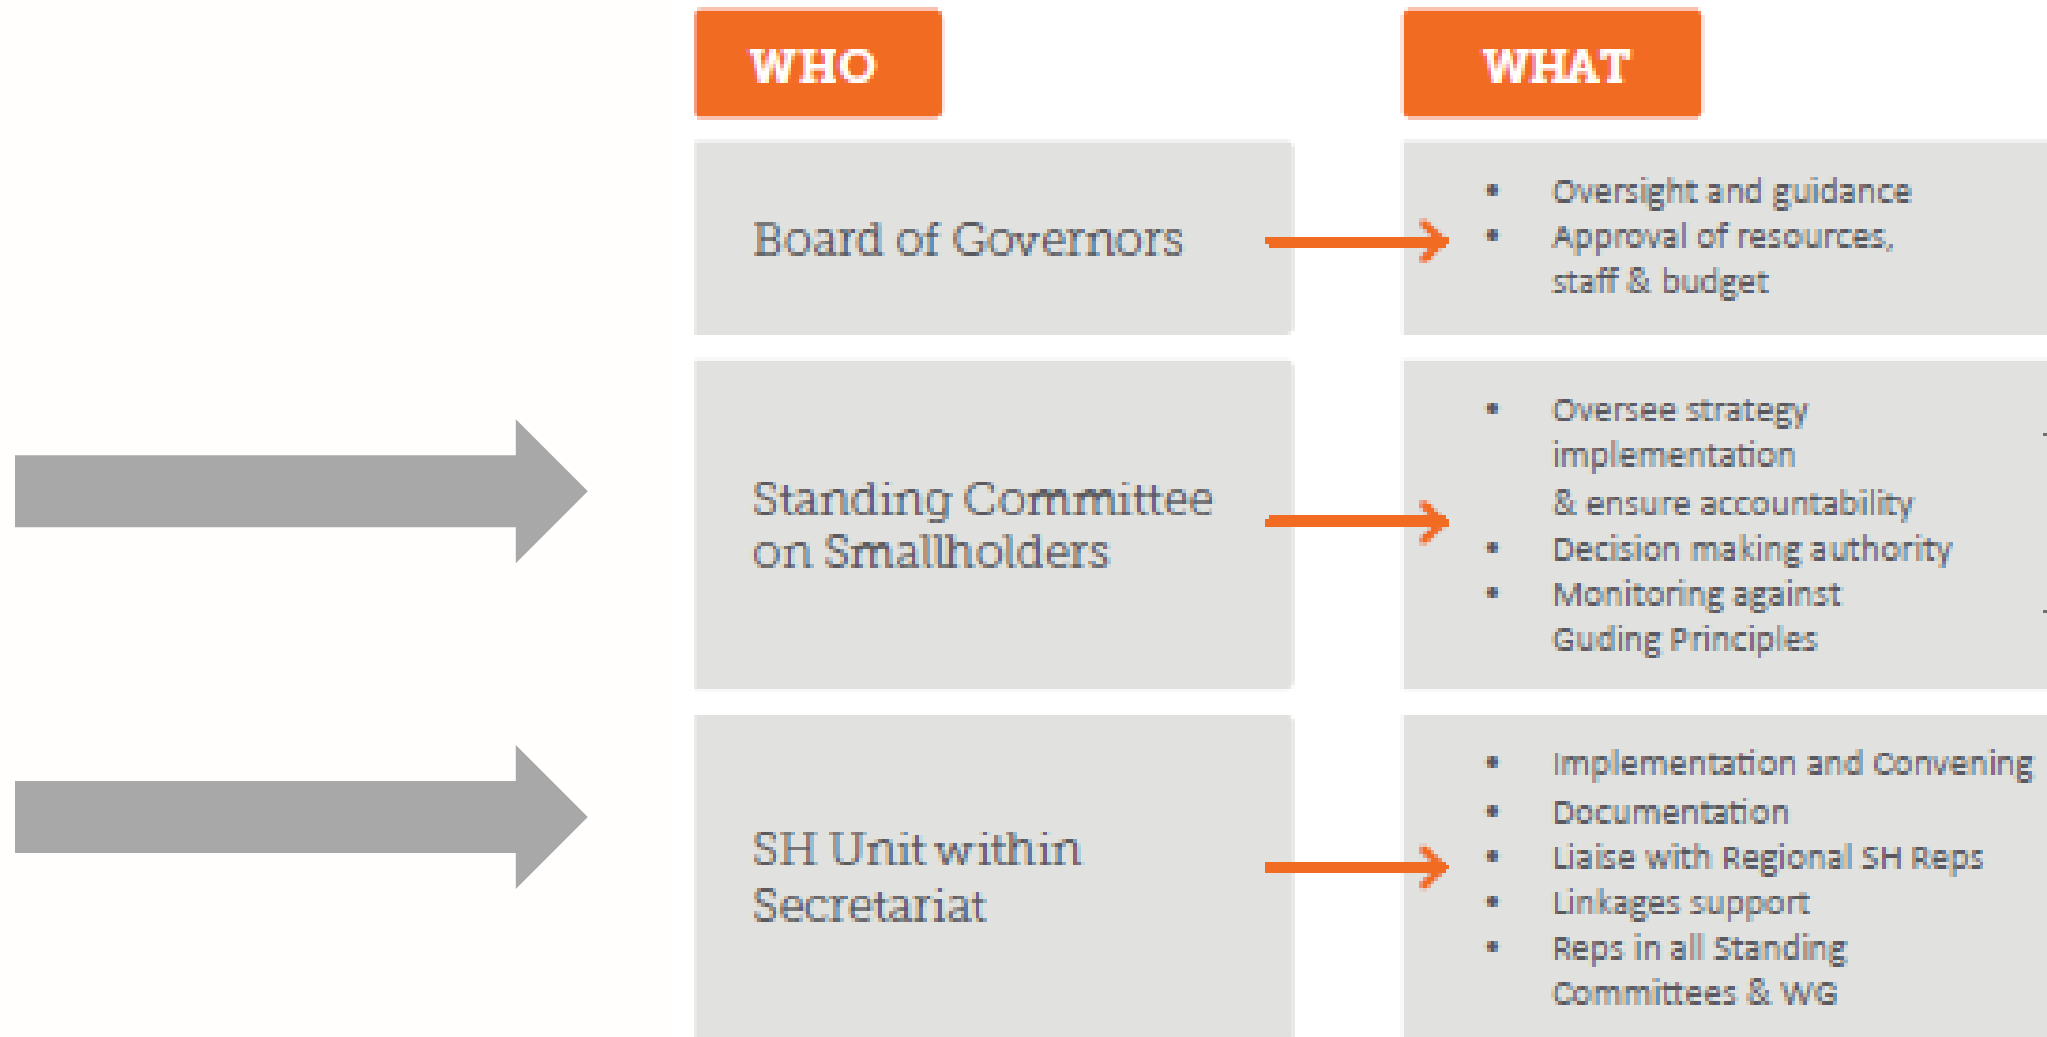 WHO
WHAT
Board of Governors
• Oversight and guidance
• Approval of resources,
staff & budget
Standing Committee
on Smallholders
• Oversee strategy
implementation
& ensure accountability
• Decision making authority
• Monitoring against
Guding Principles
SH Unit within
Secretariat
• Implementation and Convening
• Documentation
• Liaise with Regional SH Reps
• Linkages support
• Reps in all Standing
Committees & WG